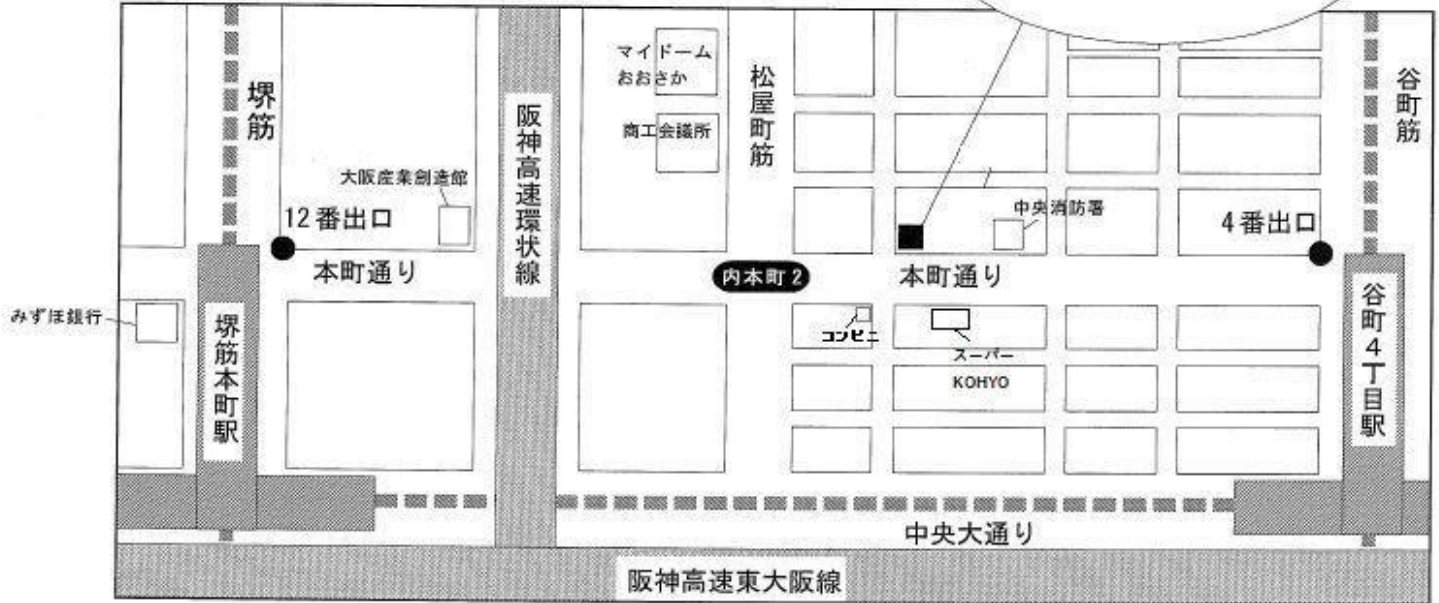 マイドーム
おおさか
商工会議所
松屋町筋
谷町筋
堺筋
阪神高速環状線
大阪産業創造館
12番出口
本町通り
中央消防署
4番出口
内本町2
本町通り
みずほ銀行
堺筋本町駅
コンビニ
スーパー
KOHYO
谷町4丁目駅
中央大通り
阪神高速東大阪線